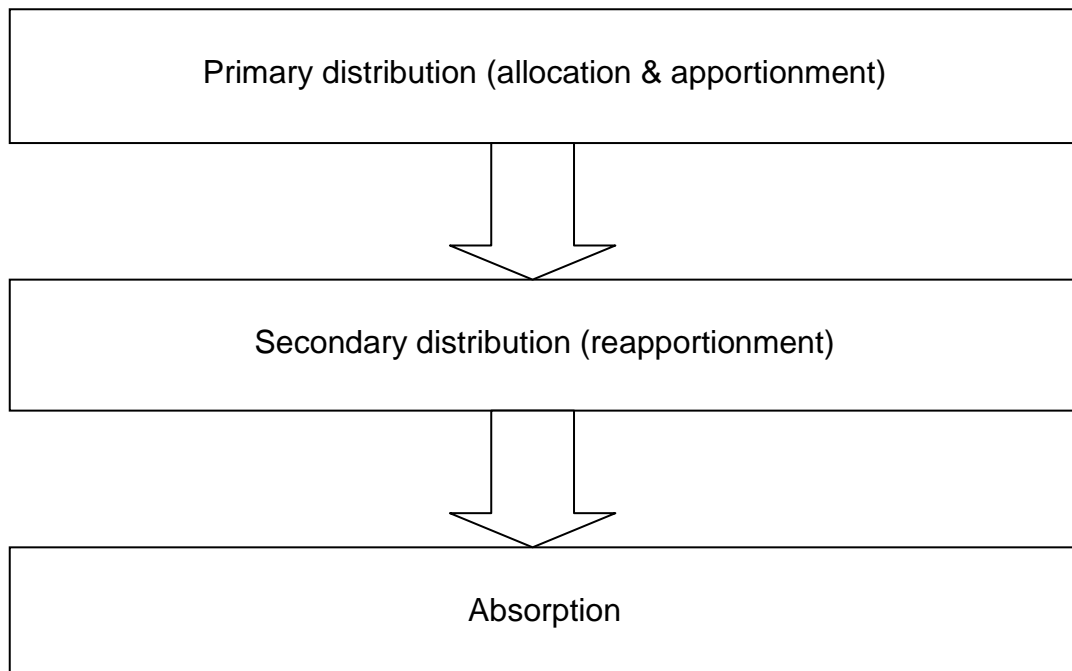 Primary distribution (allocation & apportionment)
Secondary distribution (reapportionment)
Absorption